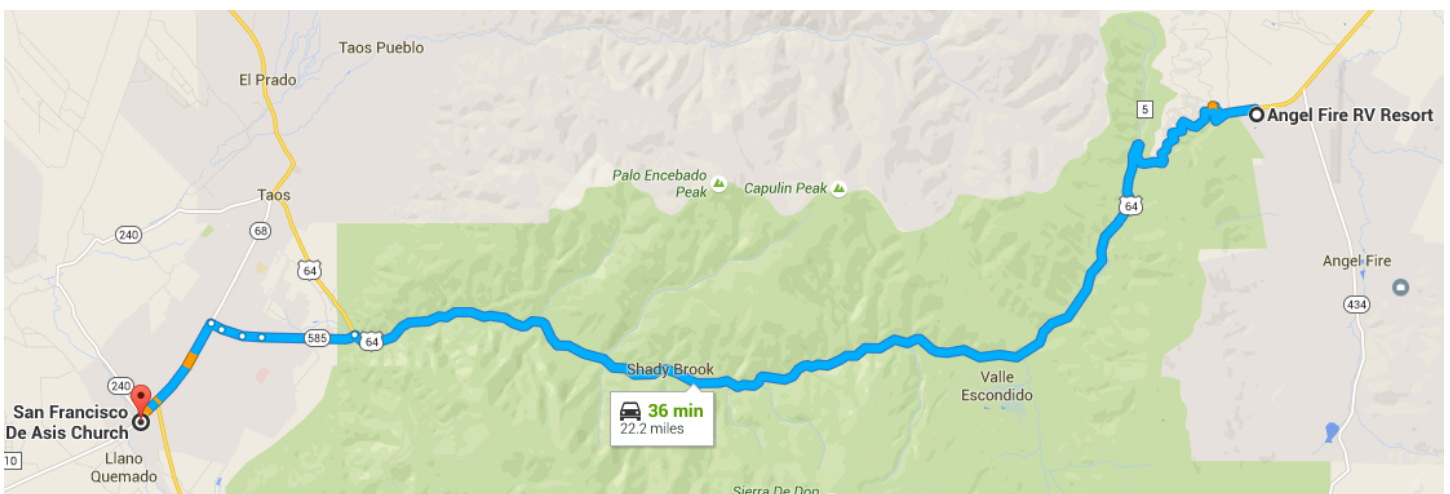 Taos Pueblo
El Prado
5
Angel Fire RV Resort
Palo Encebado
Peak
Capulin Peak
Taos
64
240
68
64
Angel Fire
434
585
64
Shady Brook
Valle
Escondido
240
36 min
22.2 miles
San Francisco
De Asis Church
10
Llano
Quemado
Sierra De Don